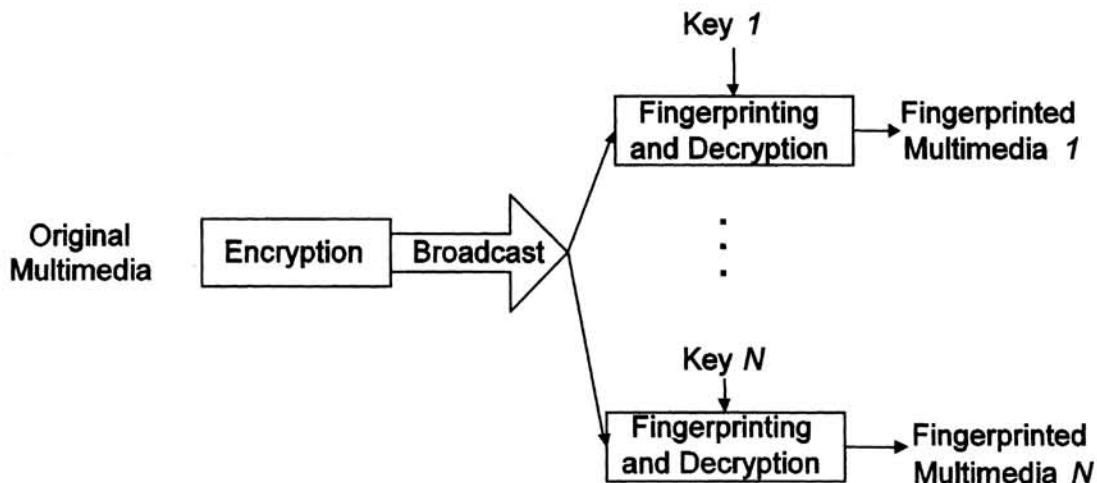 Key 1
Fingerprinting
and Decryption
Fingerprinted
Multimedia 1
Original
Multimedia
Encryption
Broadcast
Key N
Fingerprinting
and Decryption
Fingerprinted
Multimedia N